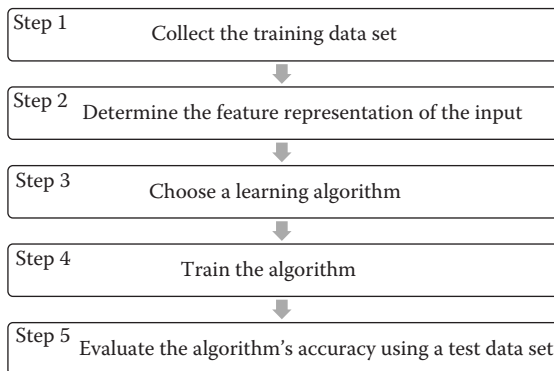 Step 1
Collect the training data set
Step 2
Determine the feature representation of the input
Step 3
Choose a learning algorithm
Step 4
Train the algorithm
Step 5
Evaluate the algorithm’s accuracy using a test data set